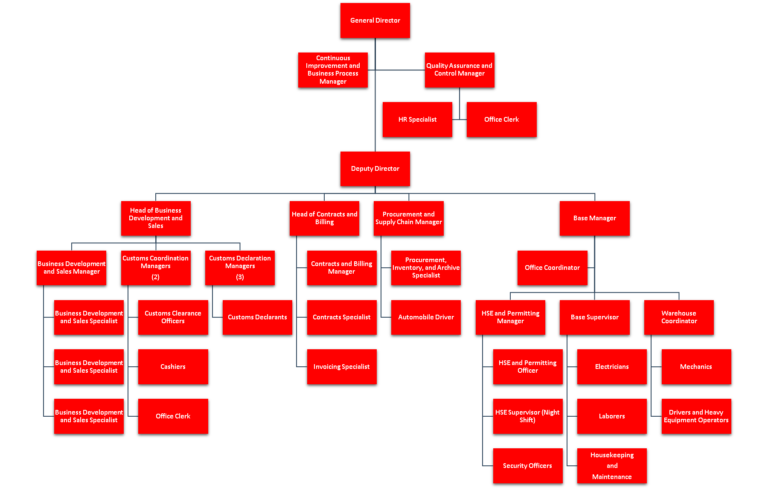 General Director
Continuous
Improvement and
Business Process
Manager
Quality Assurance and
Control Manager
HR Specialist
Office Clerk
Deputy Director
Head of Business
Development and
Sales
Head of Contracts and
Billing
Procurement and
Supply Chain Manager
Base Manager
Business Development
and Sales Manager
Customs Coordination
Managers
(2)
Customs Declaration
Managers
(3)
Contracts and Billing
Manager
Procurement,
Inventory, and Archive
Specialist
Office Coordinator
Business Development
and Sales Specialist
Customs Clearance
Officers
Customs Declarants
Contracts Specialist
Automobile Driver
HSE and Permitting
Manager
Base Supervisor
Warehouse
Coordinator
Business Development
and Sales Specialist
Cashiers
Invoicing Specialist
HSE and Permitting
Officer
Electricians
Mechanics
Business Development
and Sales Specialist
Office Clerk
HSE Supervisor (Night
Shift)
Laborers
Drivers and Heavy
Equipment Operators
Security Officers
Housekeeping
and
Maintenance